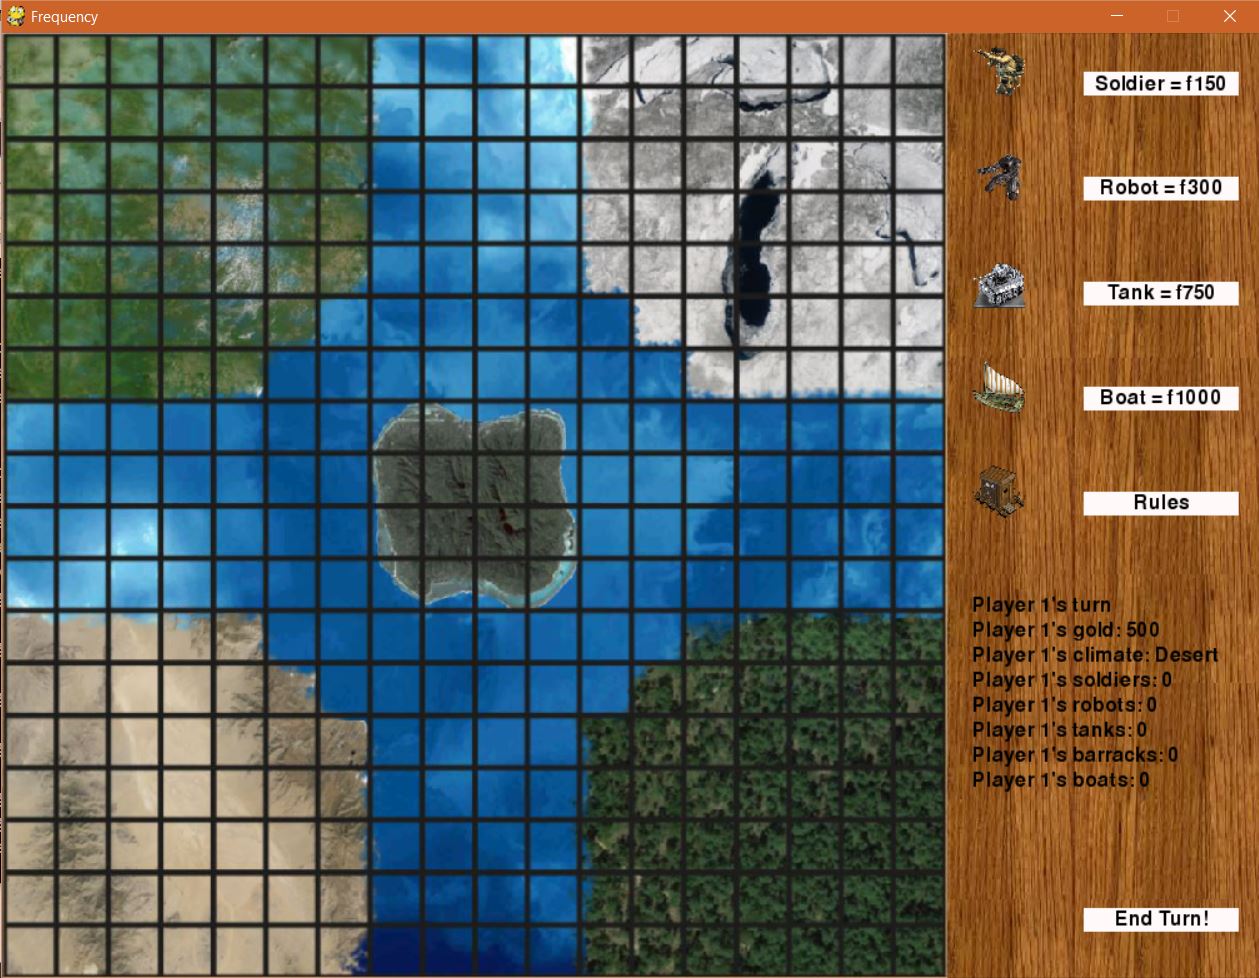 Frequency
Soldier = f150
Robot = f300
Tank = f750
Boat = f1000
Rules
Player 1's turn
Player 1's gold: 500
Player 1's climate: Desert
Player 1's soldiers: 0
Player 1's robots: 0
Player 1's tanks: 0
Player 1's barracks: 0
Player 1's boats: 0
End Turn!